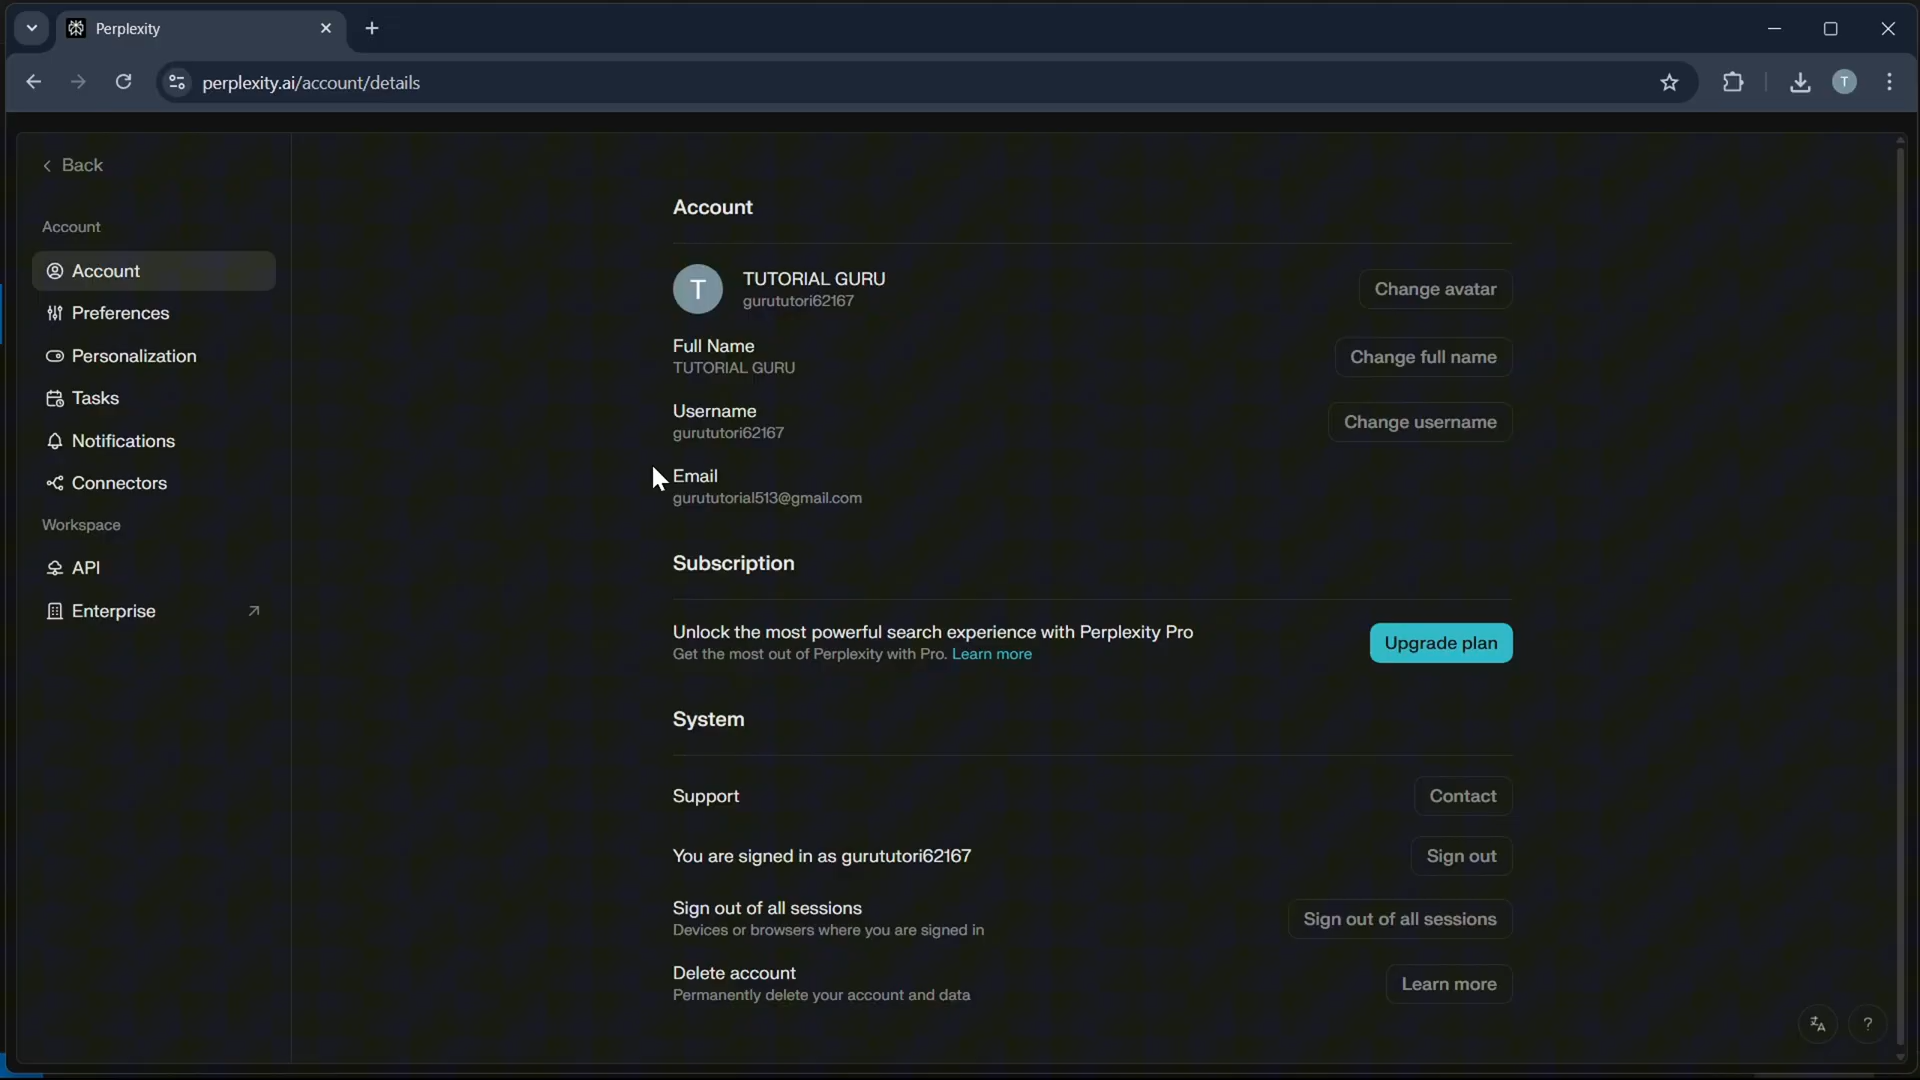 Perplexity
perplexity.ai/account/details
T
Back
Account
Account
Preferences
Personalization
Tasks
Notifications
Connectors
Workspace
API
Enterprise
Account
T
TUTORIAL GURU
gurututori62167
Change avatar
Full Name
TUTORIAL GURU
Change full name
Username
gurututori62167
Change username
Email
gurututorial513@gmail.com
Subscription
Unlock the most powerful search experience with Perplexity Pro
Get the most out of Perplexity with Pro. Learn more
Upgrade plan
System
Support
Contact
You are signed in as gurututori62167
Sign out
Sign out of all sessions
Devices or browsers where you are signed in
Sign out of all sessions
Delete account
Permanently delete your account and data
Learn more
?